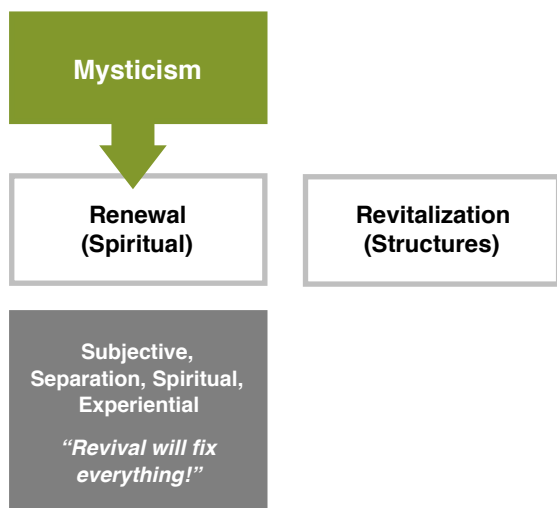 Mysticism
Renewal
(Spiritual)
Revitalization
(Structures)
Subjective,
Separation, Spiritual,
Experiential
“Revival will fix
everything!”